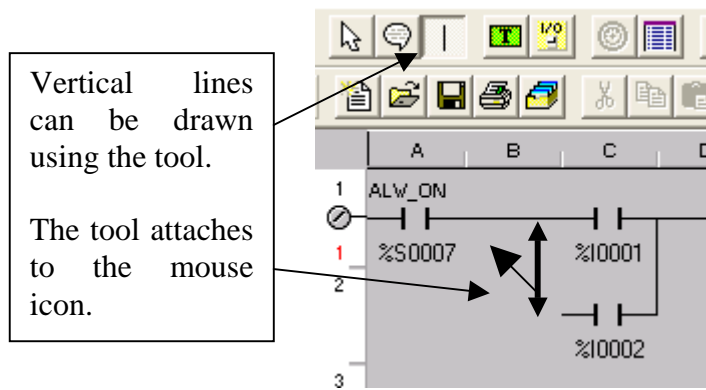 Vertical lines
can be drawn
using the tool.
The tool attaches
to the mouse
icon.
T
I/O
A B C D
1 ALW_ON
1 %S0007 %I0001
2
%I0002
3